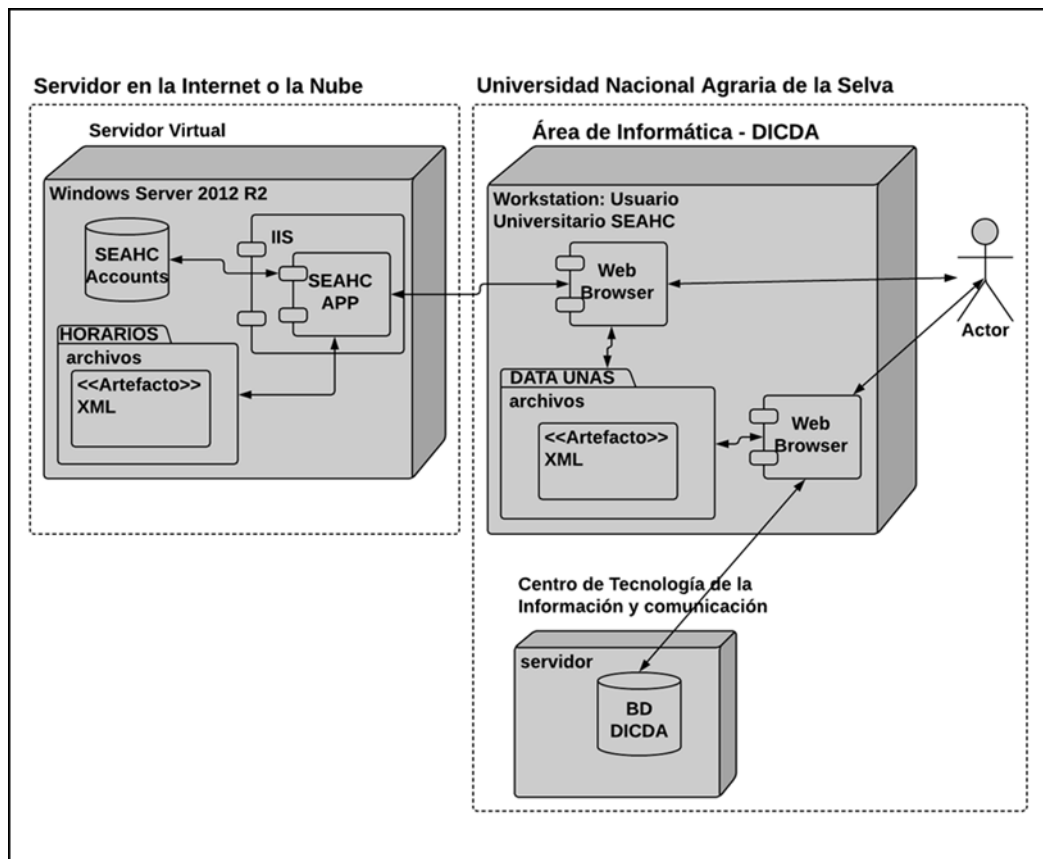 Servidor en la Internet o la Nube
Servidor Virtual
Windows Server 2012 R2
SEAHC
Accounts
IIS
SEAHC
APP
HORARIOS
archivos
<<Artefacto>>
XML
Universidad Nacional Agraria de la Selva
Área de Informática - DICDA
Workstation: Usuario
Universitario SEAHC
Web
Browser
DATA UNAS
archivos
<<Artefacto>>
XML
Web
Browser
Actor
Centro de Tecnología de la
Información y comunicación
servidor
BD
DICDA